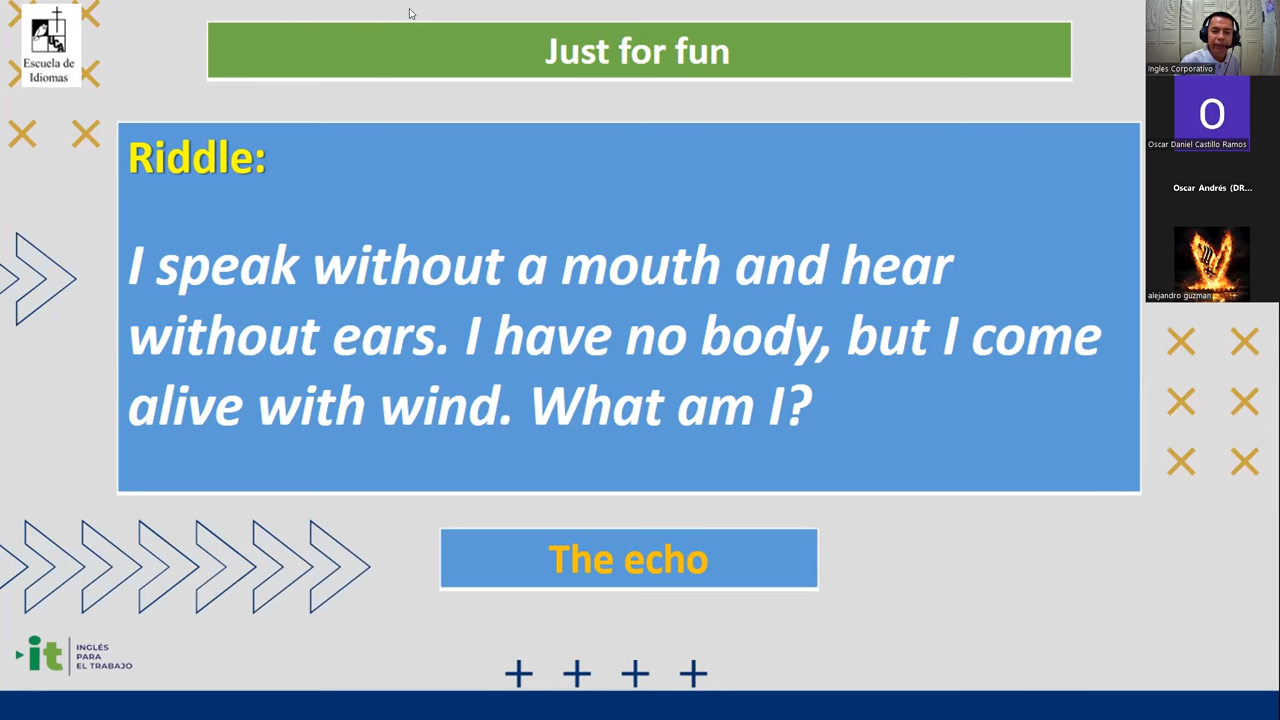 UCA
Escuela de
Idiomas
Just for fun
Riddle:
I speak without a mouth and hear
without ears. I have no body, but I come
alive with wind. What am I?
The echo
it
INGLÉS
PARA
EL TRABAJO
Ingles Corporativo
O
Oscar Daniel Castillo Ramos
Oscar Andrés (DR...
alejandro guzman